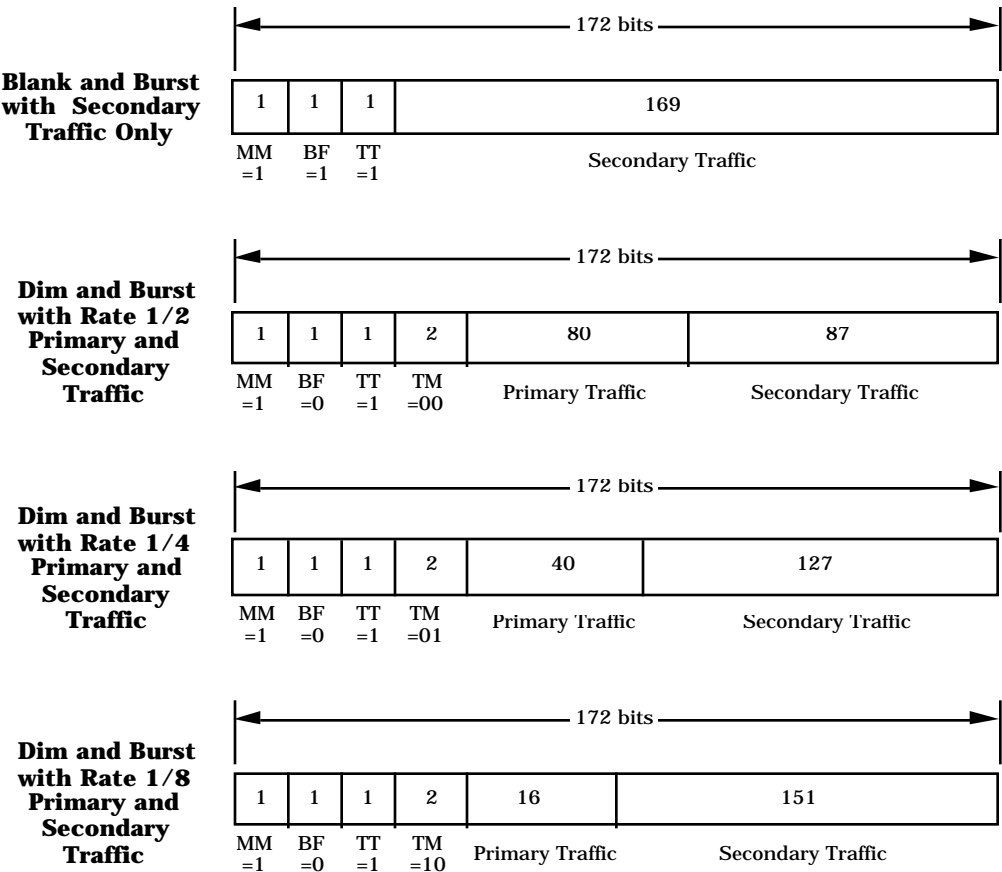 172 bits
Blank and Burst
with Secondary
Traffic Only
1 1 1 169
MM BF TT Secondary Traffic
=1 =1 =1
172 bits
Dim and Burst
with Rate 1/2
Primary and
Secondary
Traffic
1 1 1 2 80 87
MM BF TT TM Primary Traffic Secondary Traffic
=1 =0 =1 =00
172 bits
Dim and Burst
with Rate 1/4
Primary and
Secondary
Traffic
1 1 1 2 40 127
MM BF TT TM Primary Traffic Secondary Traffic
=1 =0 =1 =01
172 bits
Dim and Burst
with Rate 1/8
Primary and
Secondary
Traffic
1 1 1 2 16 151
MM BF TT TM Primary Traffic Secondary Traffic
=1 =0 =1 =10